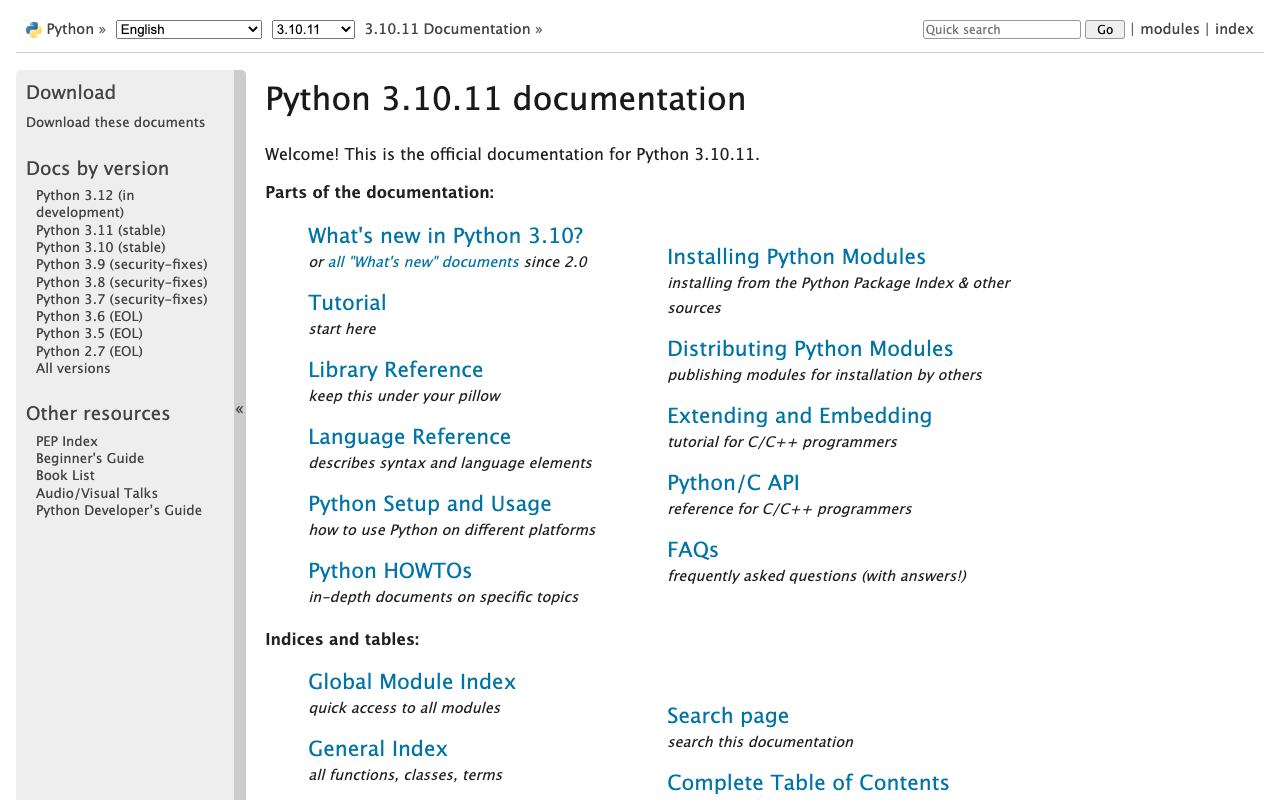 Python » English 3.10.11 3.10.11 Documentation » Quick search Go | modules | index
Download
Download these documents
Docs by version
Python 3.12 (in
development)
Python 3.11 (stable)
Python 3.10 (stable)
Python 3.9 (security-fixes)
Python 3.8 (security-fixes)
Python 3.7 (security-fixes)
Python 3.6 (EOL)
Python 3.5 (EOL)
Python 2.7 (EOL)
All versions
Other resources
PEP Index
Beginner's Guide
Book List
Audio/Visual Talks
Python Developer’s Guide
«
Python 3.10.11 documentation
Welcome! This is the official documentation for Python 3.10.11.
Parts of the documentation:
What's new in Python 3.10?
or all "What's new" documents since 2.0
Tutorial
start here
Library Reference
keep this under your pillow
Language Reference
describes syntax and language elements
Python Setup and Usage
how to use Python on different platforms
Python HOWTOs
in-depth documents on specific topics
Installing Python Modules
installing from the Python Package Index & other
sources
Distributing Python Modules
publishing modules for installation by others
Extending and Embedding
tutorial for C/C++ programmers
Python/C API
reference for C/C++ programmers
FAQs
frequently asked questions (with answers!)
Indices and tables:
Global Module Index
quick access to all modules
General Index
all functions, classes, terms
Search page
search this documentation
Complete Table of Contents